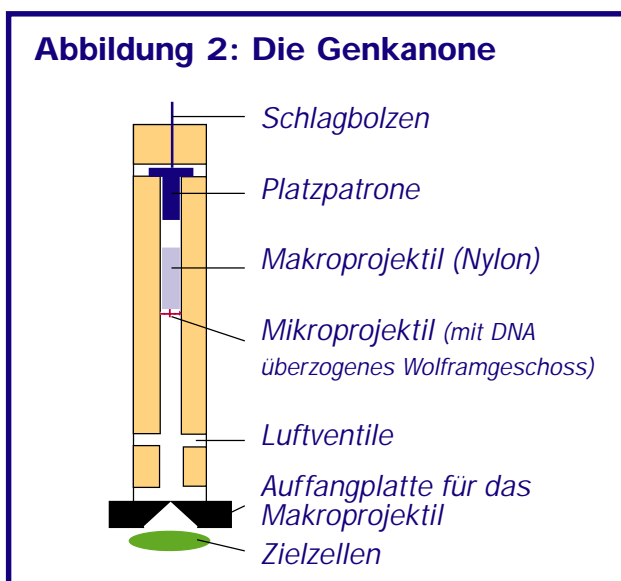 Abbildung 2: Die Genkanone
Schlagbolzen
Platzpatrone
Makroprojektil (Nylon)
Mikroprojektil (mit DNA
überzogenes Wolframgeschoss)
Luftventile
Auffangplatte für das
Makroprojektil
Zielzellen